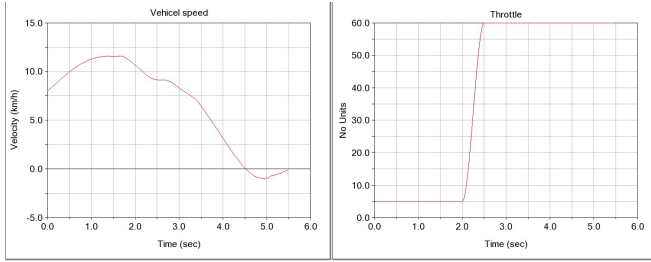 Vehicel speed
15.0
10.0
5.0
0.0
-5.0
Velocity (km/h)
0.0 1.0 2.0 3.0 4.0 5.0 6.0
Time (sec)
Throttle
60.0
50.0
40.0
30.0
20.0
10.0
0.0
No Units
0.0 1.0 2.0 3.0 4.0 5.0 6.0
Time (sec)